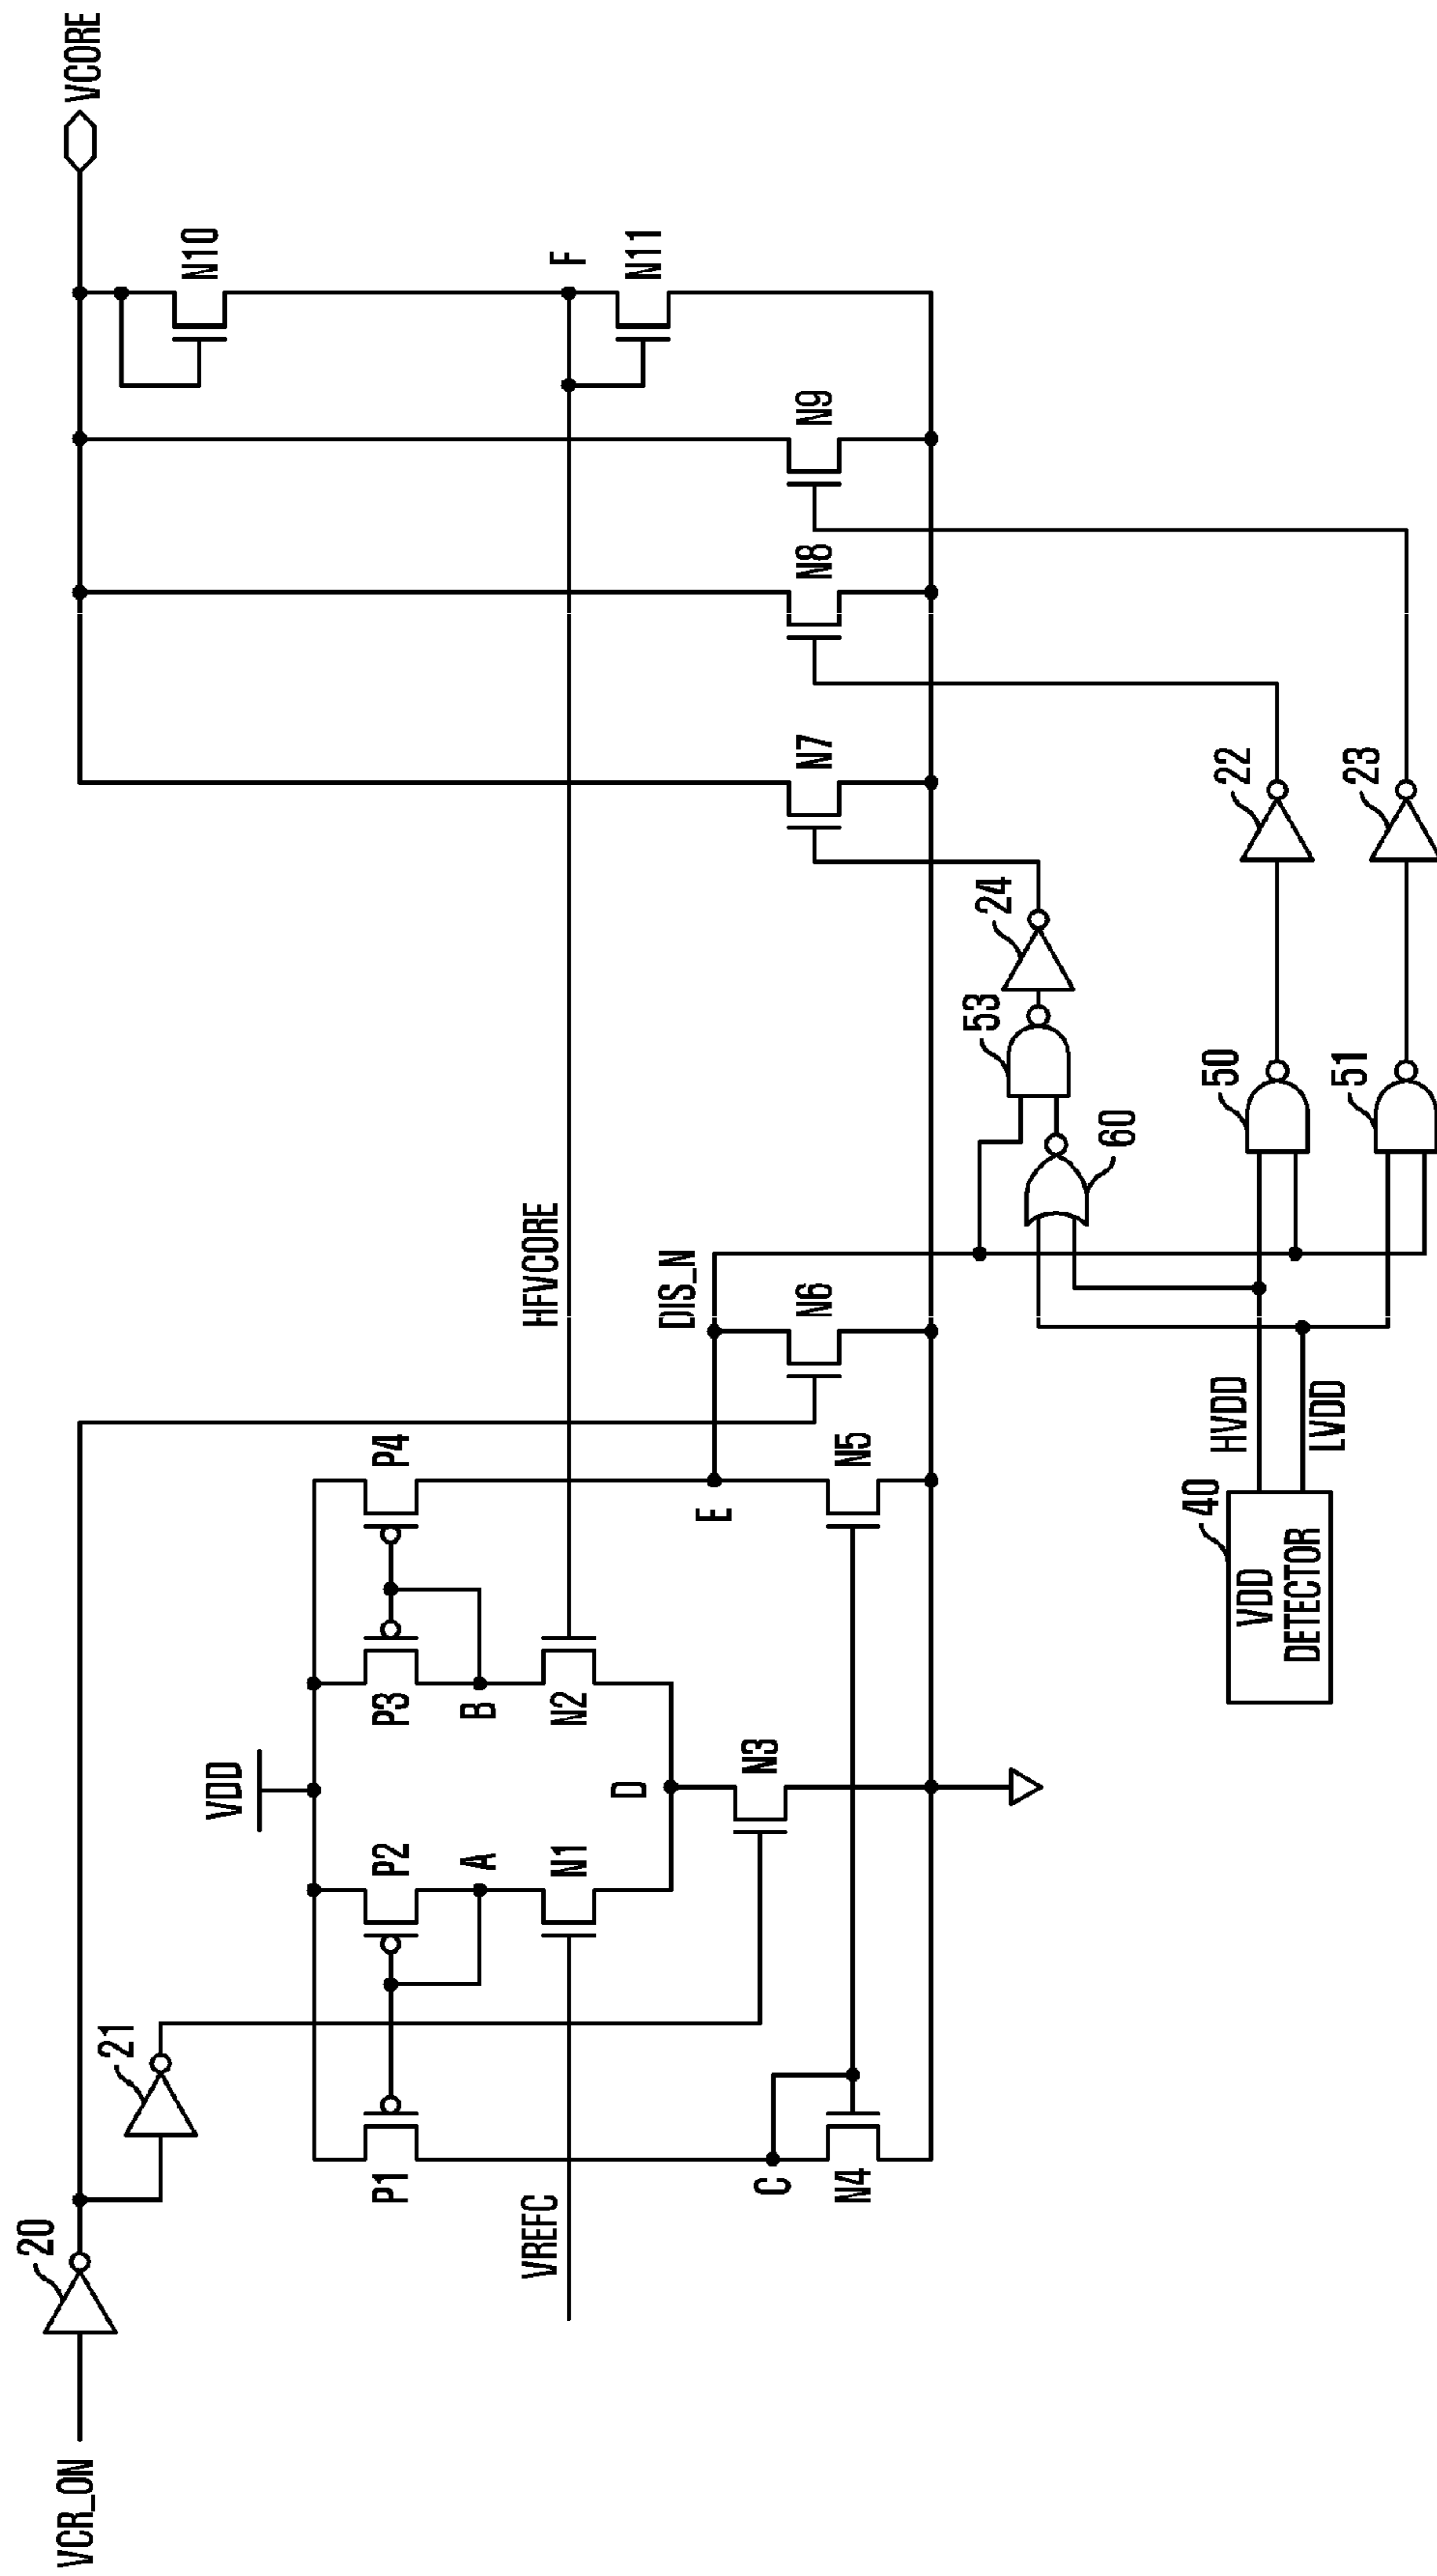 VCR_ON
20
21
VCORE
VDD
P1
P2
P3
P4
N10
A
B
VREFC
N1
N2
HFVCORE
F
D
E
DIS_N
N11
C
N3
N4
N5
N6
N7
N8
N9
53
24
60
40
VDD
DETECTOR
HVDD
LVDD
50
22
51
23